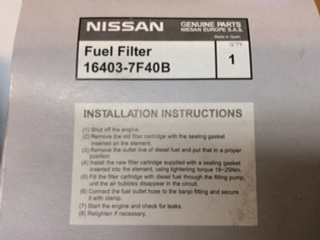 NISSAN
GENUINE PARTS
NISSAN EUROPE S.A.S.
Made in Spain
Fuel Filter
16403-7F40B
Q'TY
1
INSTALLATION INSTRUCTIONS
(1) Shut off the engine.
(2) Remove the old filter cartridge with the sealing gasket
inserted on the element.
(3) Remove the outlet line of diesel fuel and put that in a proper
position.
(4) Install the new filter cartridge supplied with a sealing gasket
inserted into the element, using tightening torque 18~25Nm.
(5) Fill the filter cartridge with diesel fuel through the filling pump,
until the air bubbles disappear in the circuit.
(6) Connect the fuel outlet hose to the banjo fitting and secure
it with clamp.
(7) Start the engine and check for leaks.
(8) Retighten if necessary.